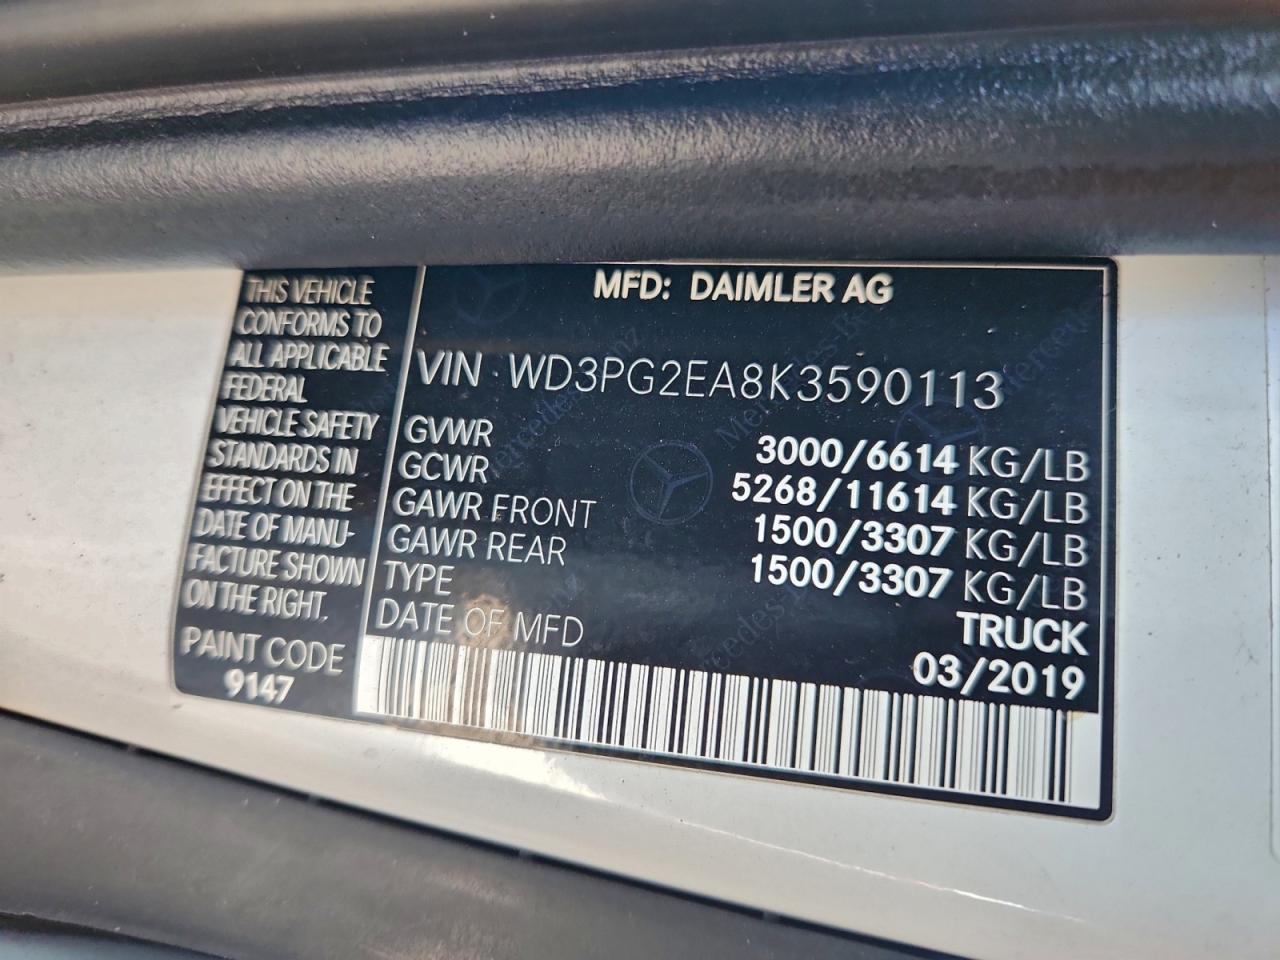 THIS VEHICLE
CONFORMS TO
ALL APPLICABLE
FEDERAL
VEHICLE SAFETY
STANDARDS IN
EFFECT ON THE
DATE OF MANU-
FACTURE SHOWN
ON THE RIGHT.
PAINT CODE
9147
MFD: DAIMLER AG
VIN WD3PG2EA8K3590113
GVWR 3000/6614 KG/LB
GCWR 5268/11614 KG/LB
GAWR FRONT 1500/3307 KG/LB
GAWR REAR 1500/3307 KG/LB
TYPE TRUCK
DATE OF MFD 03/2019